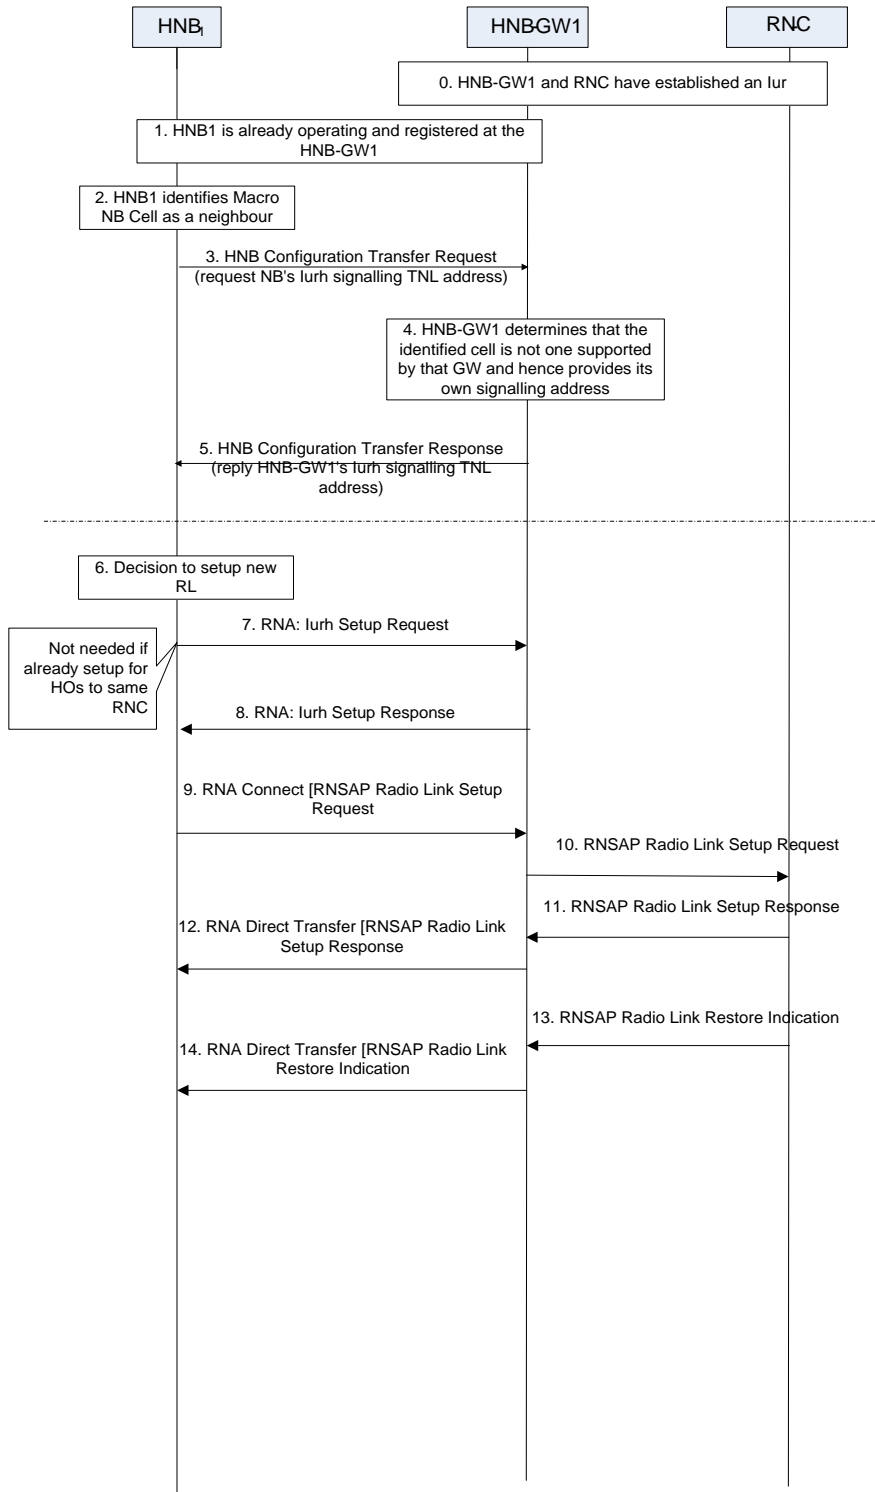 HNB1
HNB-GW1
RNC
0. HNB-GW1 and RNC have established an Iur
1. HNB1 is already operating and registered at the
HNB-GW1
2. HNB1 identifies Macro
NB Cell as a neighbour
3. HNB Configuration Transfer Request
(request NB's Iurh signalling TNL address)
4. HNB-GW1 determines that the
identified cell is not one supported
by that GW and hence provides its
own signalling address
5. HNB Configuration Transfer Response
(reply HNB-GW1's Iurh signalling TNL
address)
6. Decision to setup new
RL
7. RNA: Iurh Setup Request
Not needed if
already setup for
HOs to same
RNC
8. RNA: Iurh Setup Response
9. RNA Connect [RNSAP Radio Link Setup
Request
10. RNSAP Radio Link Setup Request
11. RNSAP Radio Link Setup Response
12. RNA Direct Transfer [RNSAP Radio Link
Setup Response
13. RNSAP Radio Link Restore Indication
14. RNA Direct Transfer [RNSAP Radio Link
Restore Indication